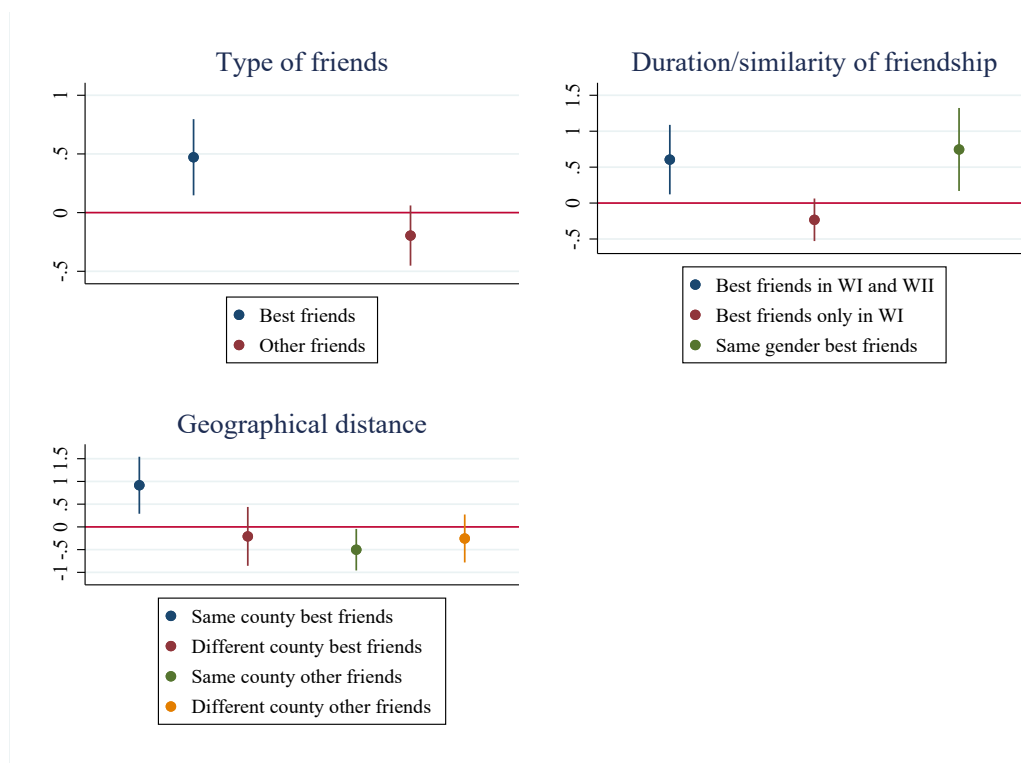 Type of friends
1
.5
0
-.5
Best friends
Other friends
Duration/similarity of friendship
1.5
1
.5
0
-.5
Best friends in WI and WII
Best friends only in WI
Same gender best friends
Geographical distance
1.5
1
.5
0
-.5
-1
Same county best friends
Different county best friends
Same county other friends
Different county other friends